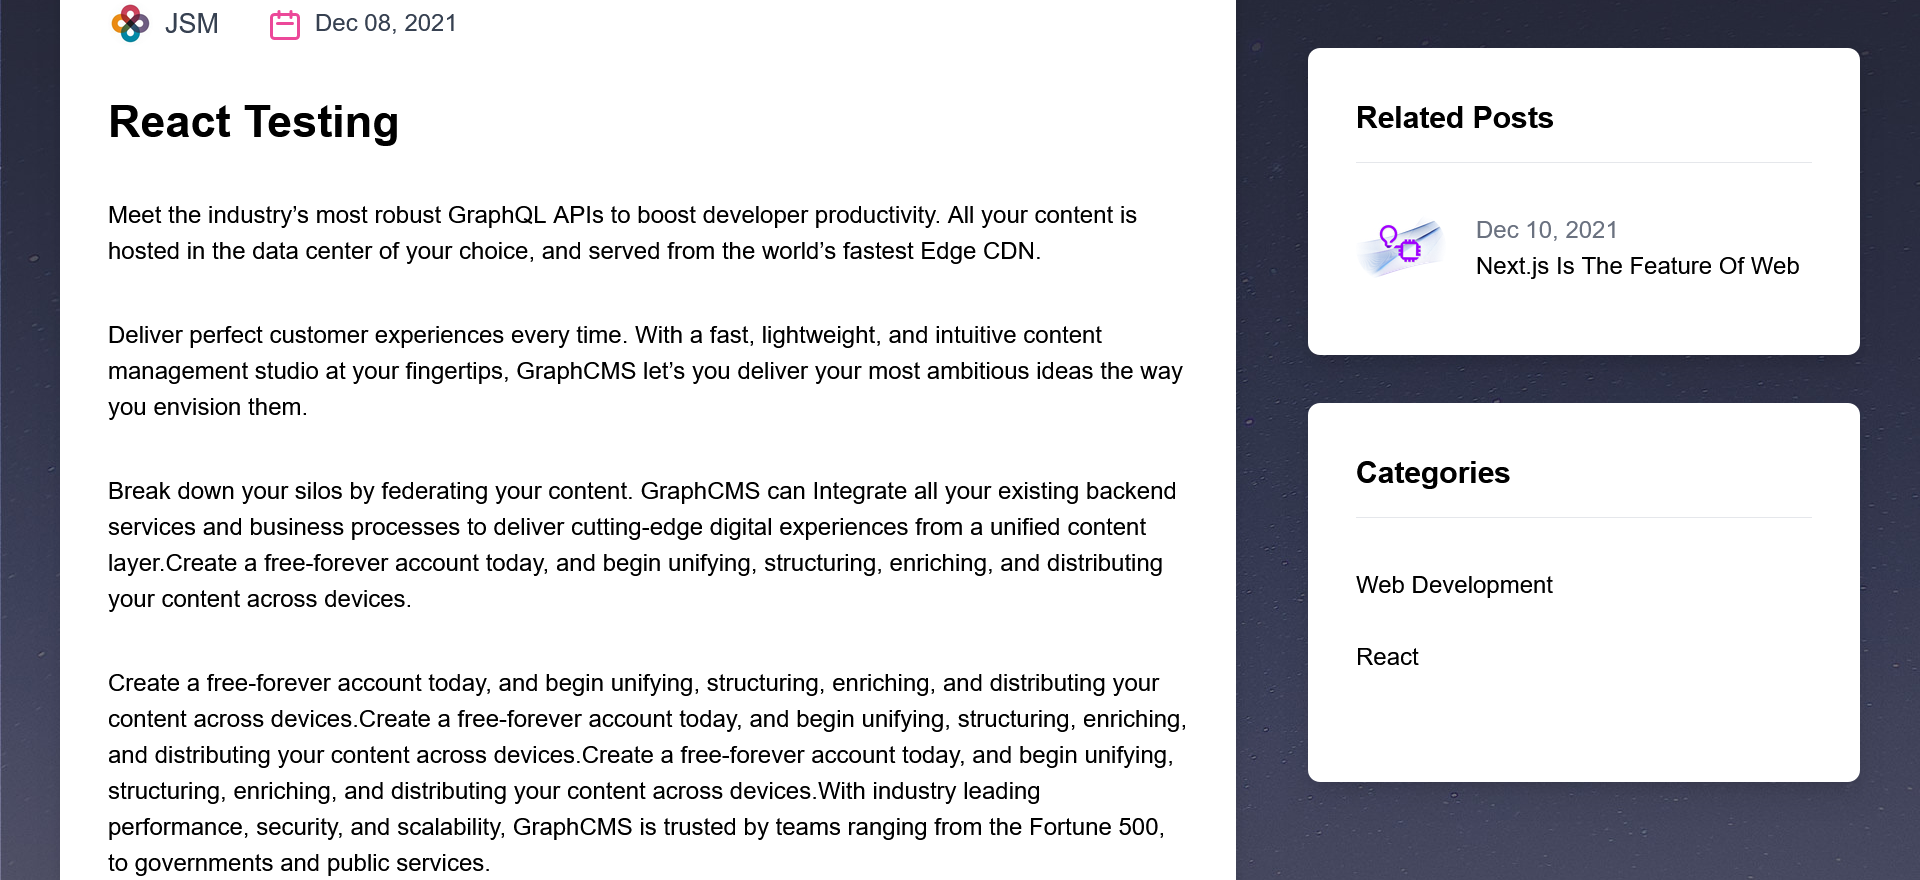 JSM
Dec 08, 2021
React Testing
Meet the industry’s most robust GraphQL APIs to boost developer productivity. All your content is
hosted in the data center of your choice, and served from the world’s fastest Edge CDN.
Deliver perfect customer experiences every time. With a fast, lightweight, and intuitive content
management studio at your fingertips, GraphCMS let’s you deliver your most ambitious ideas the way
you envision them.
Break down your silos by federating your content. GraphCMS can Integrate all your existing backend
services and business processes to deliver cutting-edge digital experiences from a unified content
layer.Create a free-forever account today, and begin unifying, structuring, enriching, and distributing
your content across devices.
Create a free-forever account today, and begin unifying, structuring, enriching, and distributing your
content across devices.Create a free-forever account today, and begin unifying, structuring, enriching,
and distributing your content across devices.Create a free-forever account today, and begin unifying,
structuring, enriching, and distributing your content across devices.With industry leading
performance, security, and scalability, GraphCMS is trusted by teams ranging from the Fortune 500,
to governments and public services.
Related Posts
Dec 10, 2021
Next.js Is The Feature Of Web
Categories
Web Development
React